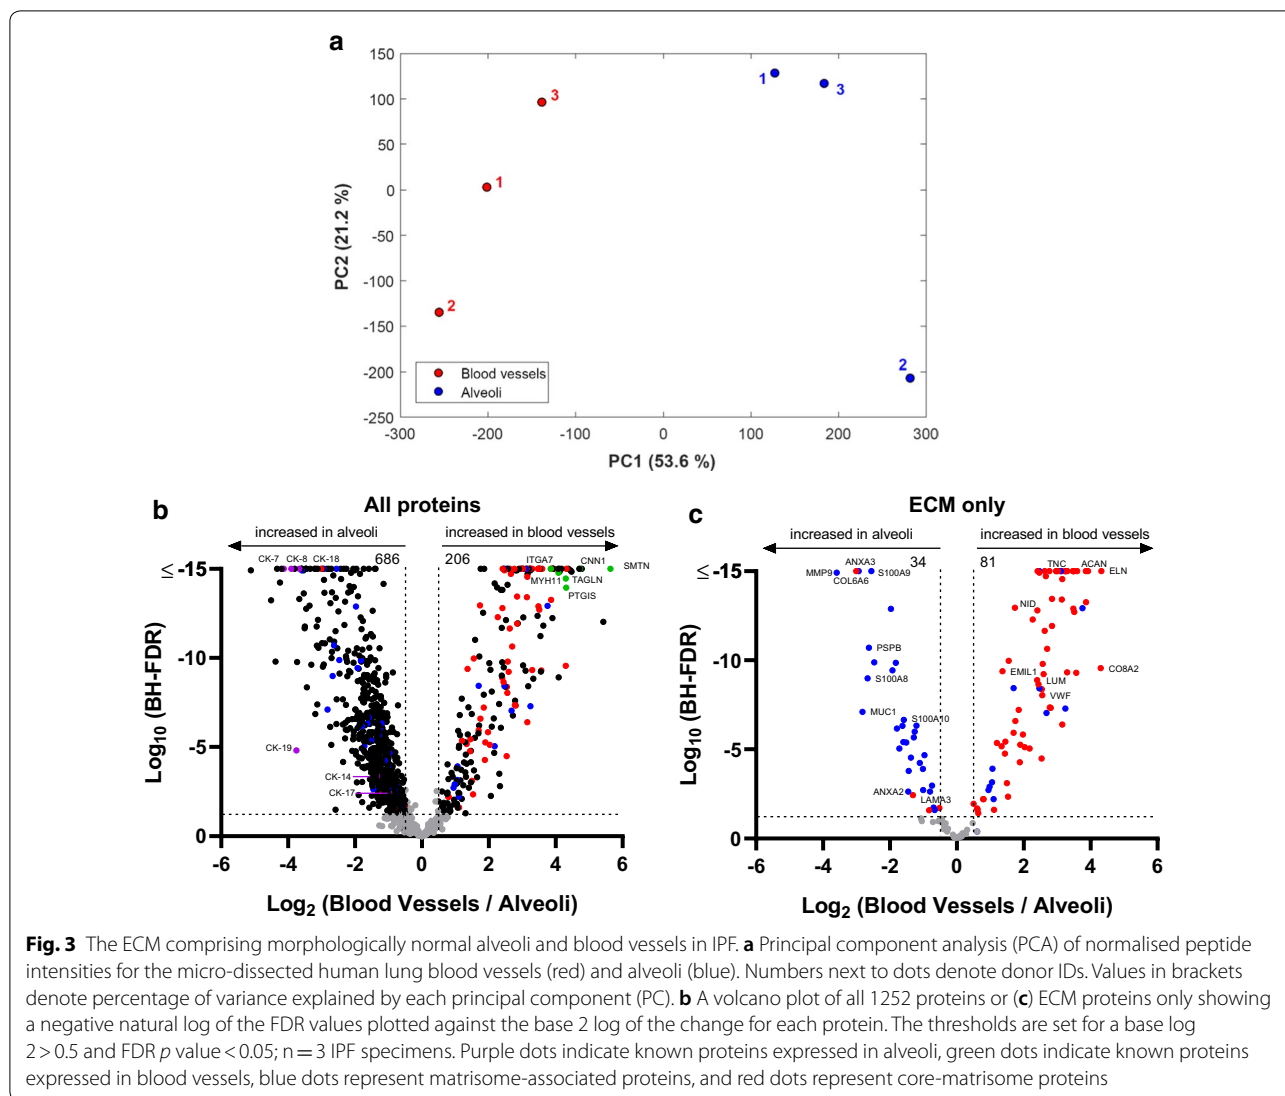 a
150
100
50
0
-50
-100
-150
-200
-250
-300
-200
-100
0
100
200
300
PC2 (21.2 %)
PC1 (53.6 %)
3
1
2
1
3
2
Blood vessels
Alveoli
b
All proteins
increased in alveoli
increased in blood vessels
686
206
CK-7
CK-8
CK-18
ITGA7
CNN1
SMTN
MYH11
TAGLN
PTGIS
CK-19
CK-14
CK-17
≤
-15
-10
-5
0
-6
-4
-2
0
2
4
6
Log10 (BH-FDR)
Log2 (Blood Vessels / Alveoli)
c
ECM only
increased in alveoli
increased in blood vessels
34
81
ANXA3
MMP9
COL6A6
S100A9
TNC
ACAN
ELN
NID
PSPB
S100A8
MUC1
S100A10
ANXA2
LAMA3
EMIL1
LUM
VWF
CO8A2
≤
-15
-10
-5
0
-6
-4
-2
0
2
4
6
Log10 (BH-FDR)
Log2 (Blood Vessels / Alveoli)
Fig. 3 The ECM comprising morphologically normal alveoli and blood vessels in IPF. a Principal component analysis (PCA) of normalised peptide
intensities for the micro-dissected human lung blood vessels (red) and alveoli (blue). Numbers next to dots denote donor IDs. Values in brackets
denote percentage of variance explained by each principal component (PC). b A volcano plot of all 1252 proteins or (c) ECM proteins only showing
a negative natural log of the FDR values plotted against the base 2 log of the change for each protein. The thresholds are set for a base log
2 > 0.5 and FDR p value < 0.05; n = 3 IPF specimens. Purple dots indicate known proteins expressed in alveoli, green dots indicate known proteins
expressed in blood vessels, blue dots represent matrisome-associated proteins, and red dots represent core-matrisome proteins